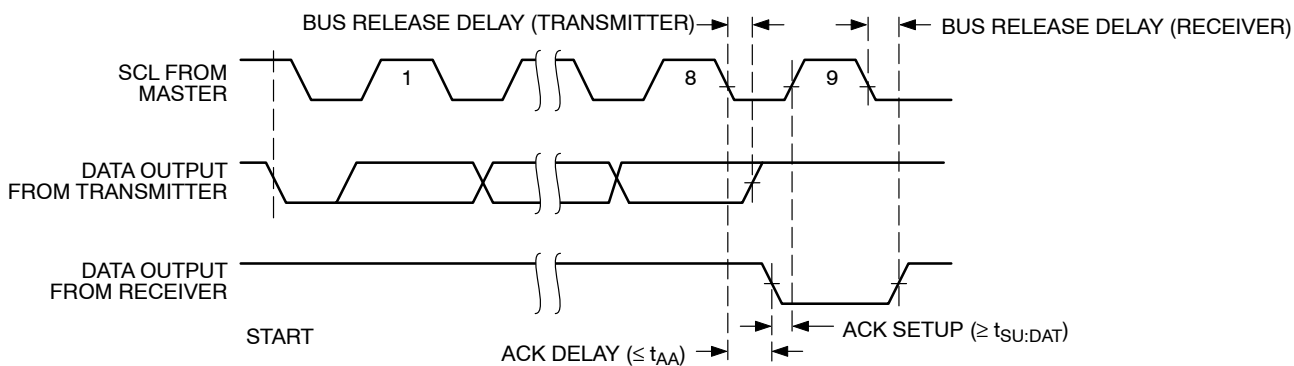 BUS RELEASE DELAY (TRANSMITTER)
BUS RELEASE DELAY (RECEIVER)
SCL FROM
MASTER
1
8
9
DATA OUTPUT
FROM TRANSMITTER
DATA OUTPUT
FROM RECEIVER
START
ACK SETUP (≥ tSU:DAT)
ACK DELAY (≤ tAA)